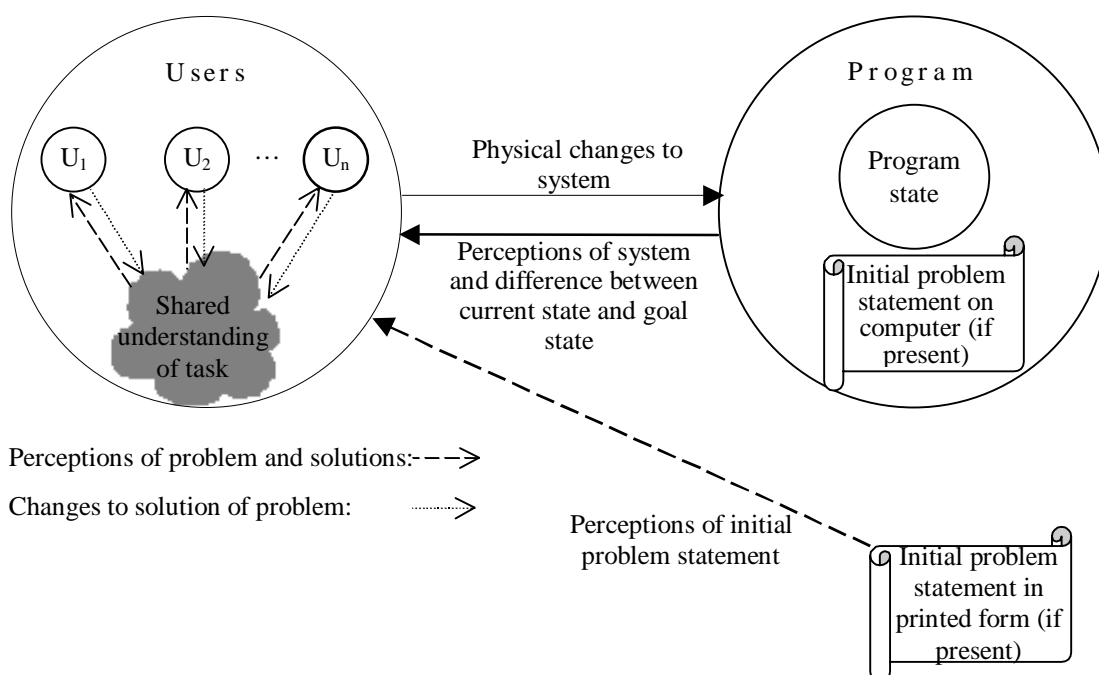 Users
Program
U1
U2
...
Un
Physical changes to
system
Program
state
Perceptions of system
and difference between
current state and goal
state
Initial problem
statement on
computer (if
present)
Shared
understanding
of task
Perceptions of problem and solutions:
Changes to solution of problem:
Perceptions of initial
problem statement
Initial problem
statement in
printed form (if
present)